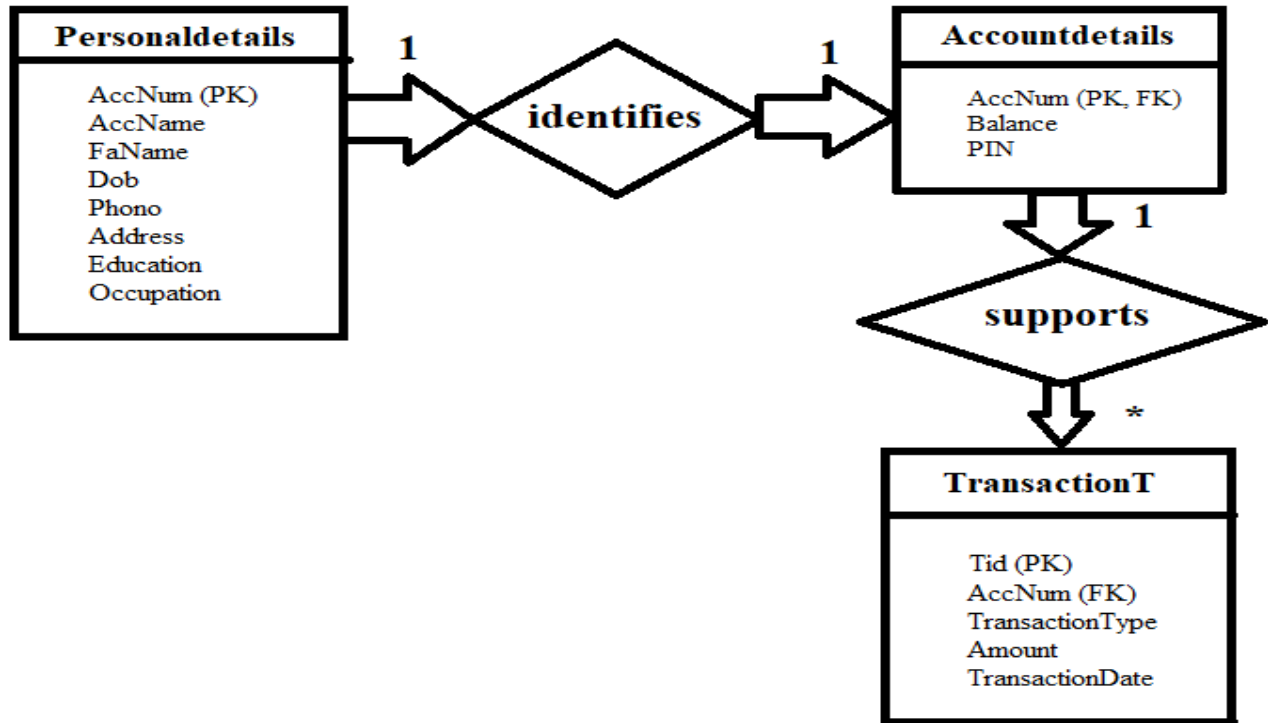 Personaldetails
AccNum (PK)
AccName
FaName
Dob
Phono
Address
Education
Occupation
1
identifies
1
Accountdetails
AccNum (PK, FK)
Balance
PIN
1
supports
*
TransactionT
Tid (PK)
AccNum (FK)
TransactionType
Amount
TransactionDate